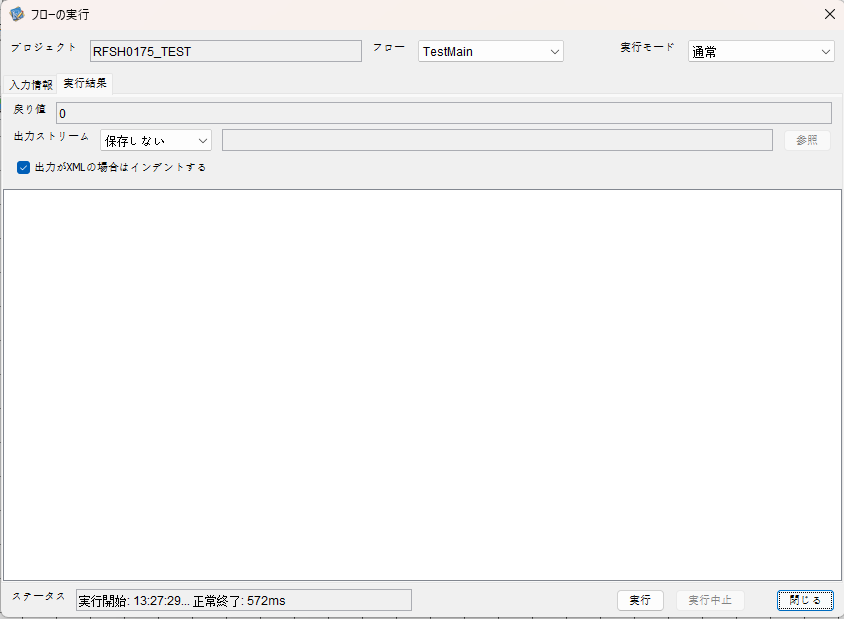 フローの実行
プロジェクト RFSH0175_TEST フロー TestMain 実行モード 通常
入力情報 実行結果
戻り値 0
出力ストリーム 保存しない 参照
出力がXMLの場合はインデントする
ステータス 実行開始: 13:27:29... 正常終了: 572ms 実行 実行中止 閉じる